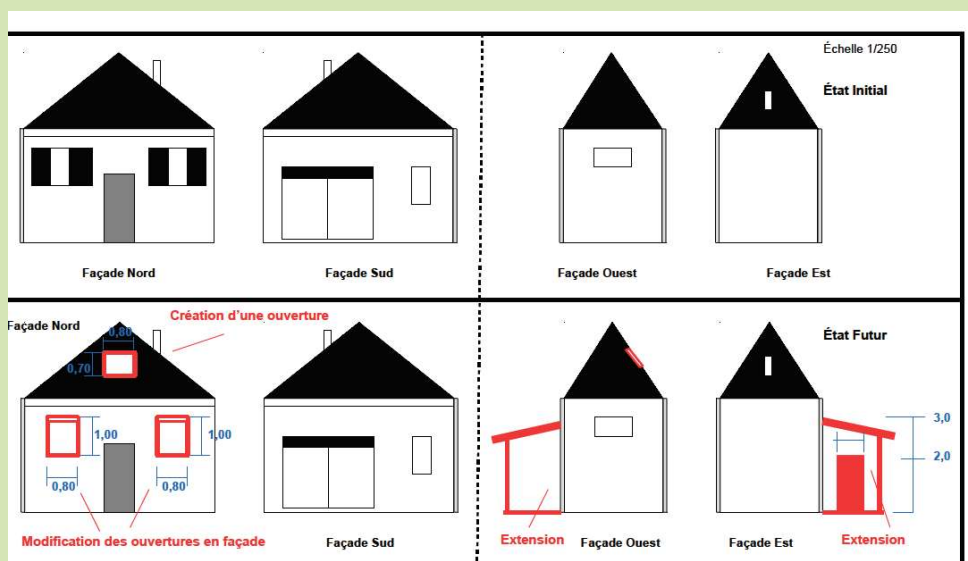 Échelle 1/250
État Initial
Façade Nord
Façade Sud
Façade Ouest
Façade Est
Façade Nord
Création d'une ouverture
État Futur
0,80
0,70
1,00
1,00
3,0
2,0
0,80
0,80
Modification des ouvertures en façade
Façade Sud
Extension
Façade Ouest
Façade Est
Extension